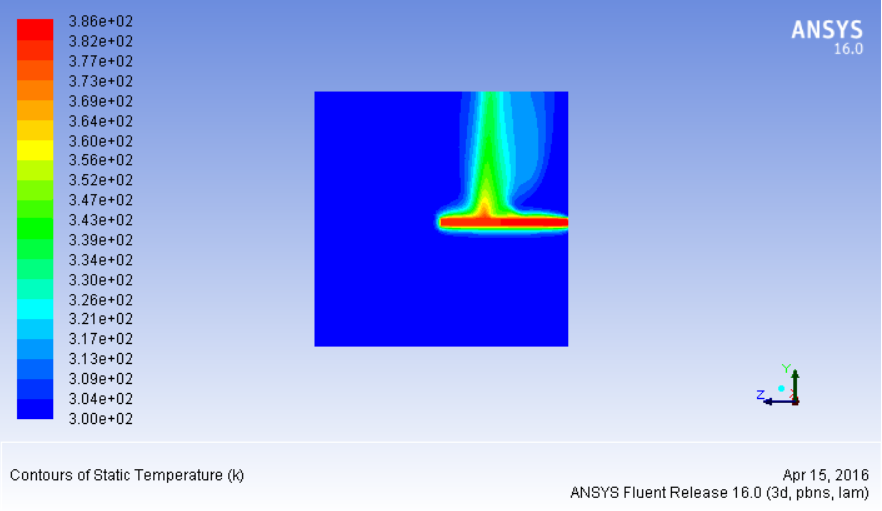 3.86e+02
3.82e+02
3.77e+02
3.73e+02
3.69e+02
3.64e+02
3.60e+02
3.56e+02
3.52e+02
3.47e+02
3.43e+02
3.39e+02
3.34e+02
3.30e+02
3.26e+02
3.21e+02
3.17e+02
3.13e+02
3.09e+02
3.04e+02
3.00e+02
ANSYS
16.0
Y
Z
X
Contours of Static Temperature (k)
Apr 15, 2016
ANSYS Fluent Release 16.0 (3d, pbns, lam)